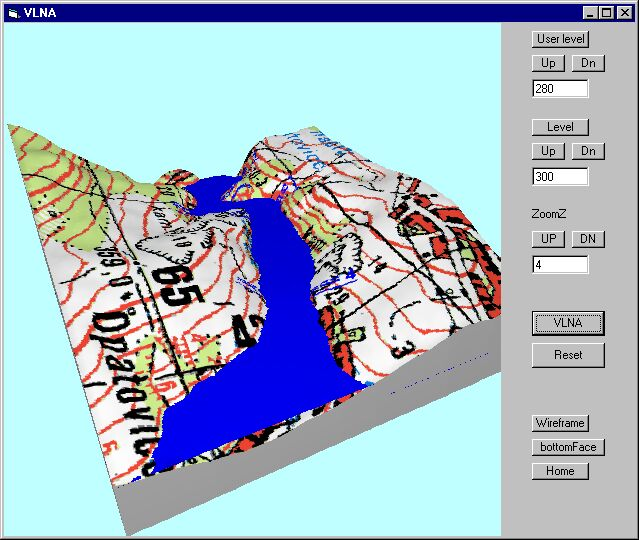 VLNA
User level
Up Dn
280
Level
Up Dn
300
ZoomZ
UP DN
4
VLNA
Reset
Wireframe
bottomFace
Home
65
3